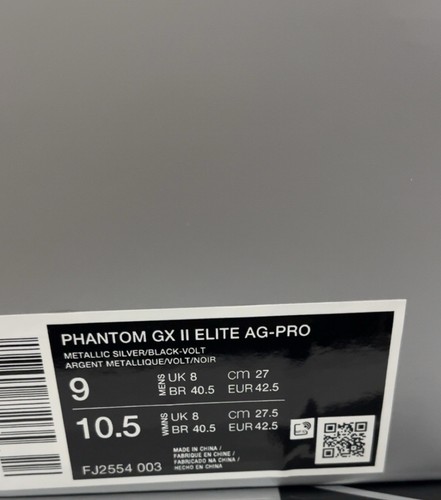 PHANTOM GX II ELITE AG-PRO
METALLIC SILVER/BLACK-VOLT
ARGENT METALLIQUE/VOLT/NOIR
9 MENS UK 8 cm 27
BR 40.5 EUR 42.5
10.5 WMNS UK 8 cm 27.5
BR 40.5 EUR 42.5
FJ2554 003
MADE IN CHINA /
FABRIQUE EN CHINE /
FABRICADO NA CHINA /
HECHO EN CHINA